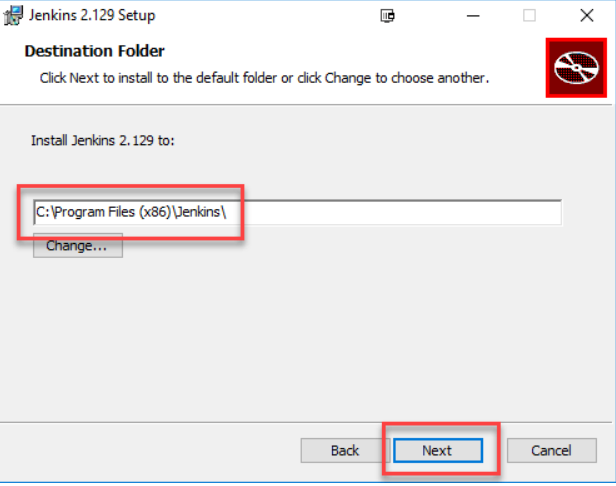 Jenkins 2.129 Setup
Destination Folder
Click Next to install to the default folder or click Change to choose another.
Install Jenkins 2.129 to:
C:\Program Files (x86)\Jenkins\
Change...
Back Next Cancel